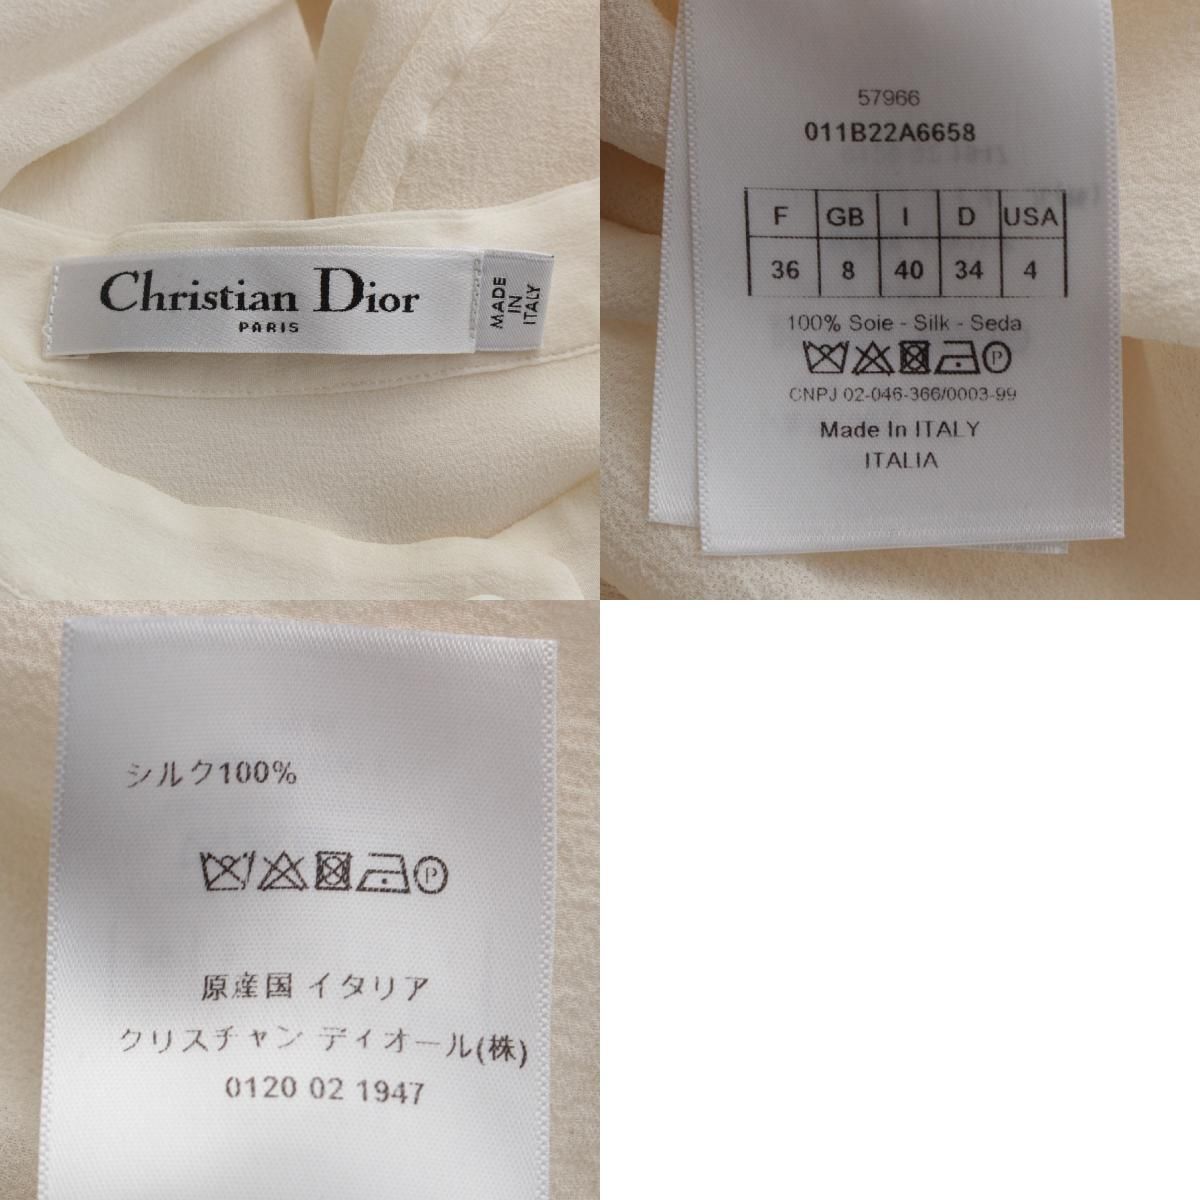 Christian Dior
PARIS
MADE
IN
ITALY
57966
011B22A6658
F GB I D USA
36 8 40 34 4
100% Soie - Silk - Seda
P
CNPJ 02-046-366/0003-99
Made In ITALY
ITALIA
シルク100%
P
原産国 イタリア
クリスチャン ディオール(株)
0120 02 1947